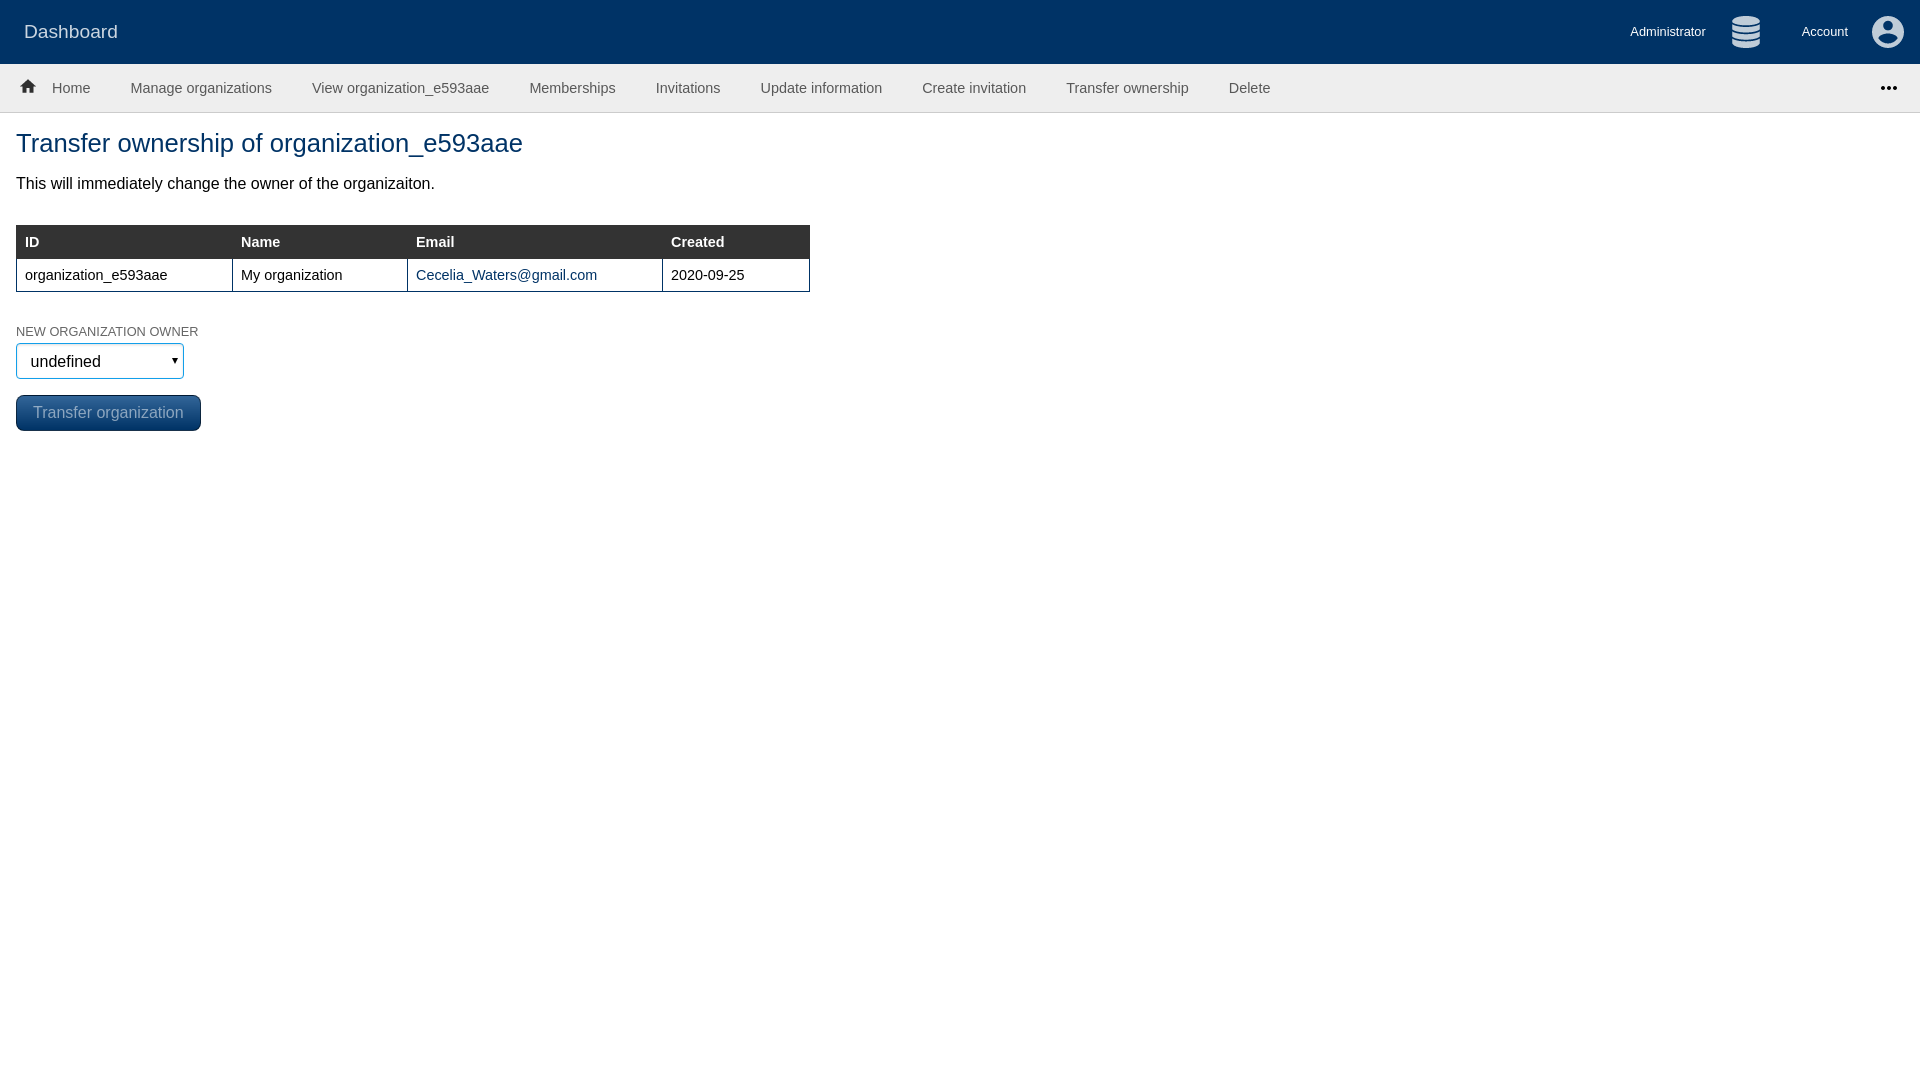 Dashboard
Administrator
Account
Home Manage organizations View organization_e593aae Memberships Invitations Update information Create invitation Transfer ownership Delete
Transfer ownership of organization_e593aae
This will immediately change the owner of the organizaiton.
ID Name Email Created
organization_e593aae My organization Cecelia_Waters@gmail.com 2020-09-25
NEW ORGANIZATION OWNER
undefined
Transfer organization